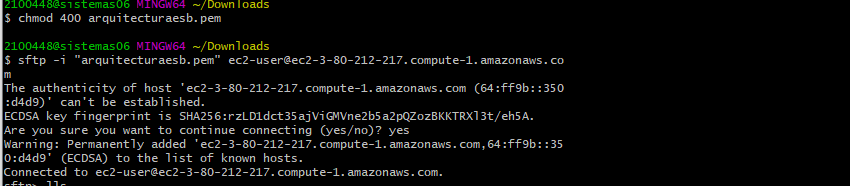 2100448@sistemas06 MINGW64 ~/Downloads
$ chmod 400 arquitecturaesb.pem
2100448@sistemas06 MINGW64 ~/Downloads
$ sftp -i "arquitecturaesb.pem" ec2-user@ec2-3-80-212-217.compute-1.amazonaws.co
m
The authenticity of host 'ec2-3-80-212-217.compute-1.amazonaws.com (64:ff9b::350
:d4d9)' can't be established.
ECDSA key fingerprint is SHA256:rzLD1dct35ajViGMVne2b5a2pQZozBKKTRXl3t/eh5A.
Are you sure you want to continue connecting (yes/no)? yes
Warning: Permanently added 'ec2-3-80-212-217.compute-1.amazonaws.com,64:ff9b::35
0:d4d9' (ECDSA) to the list of known hosts.
Connected to ec2-user@ec2-3-80-212-217.compute-1.amazonaws.com.
sftp> lls